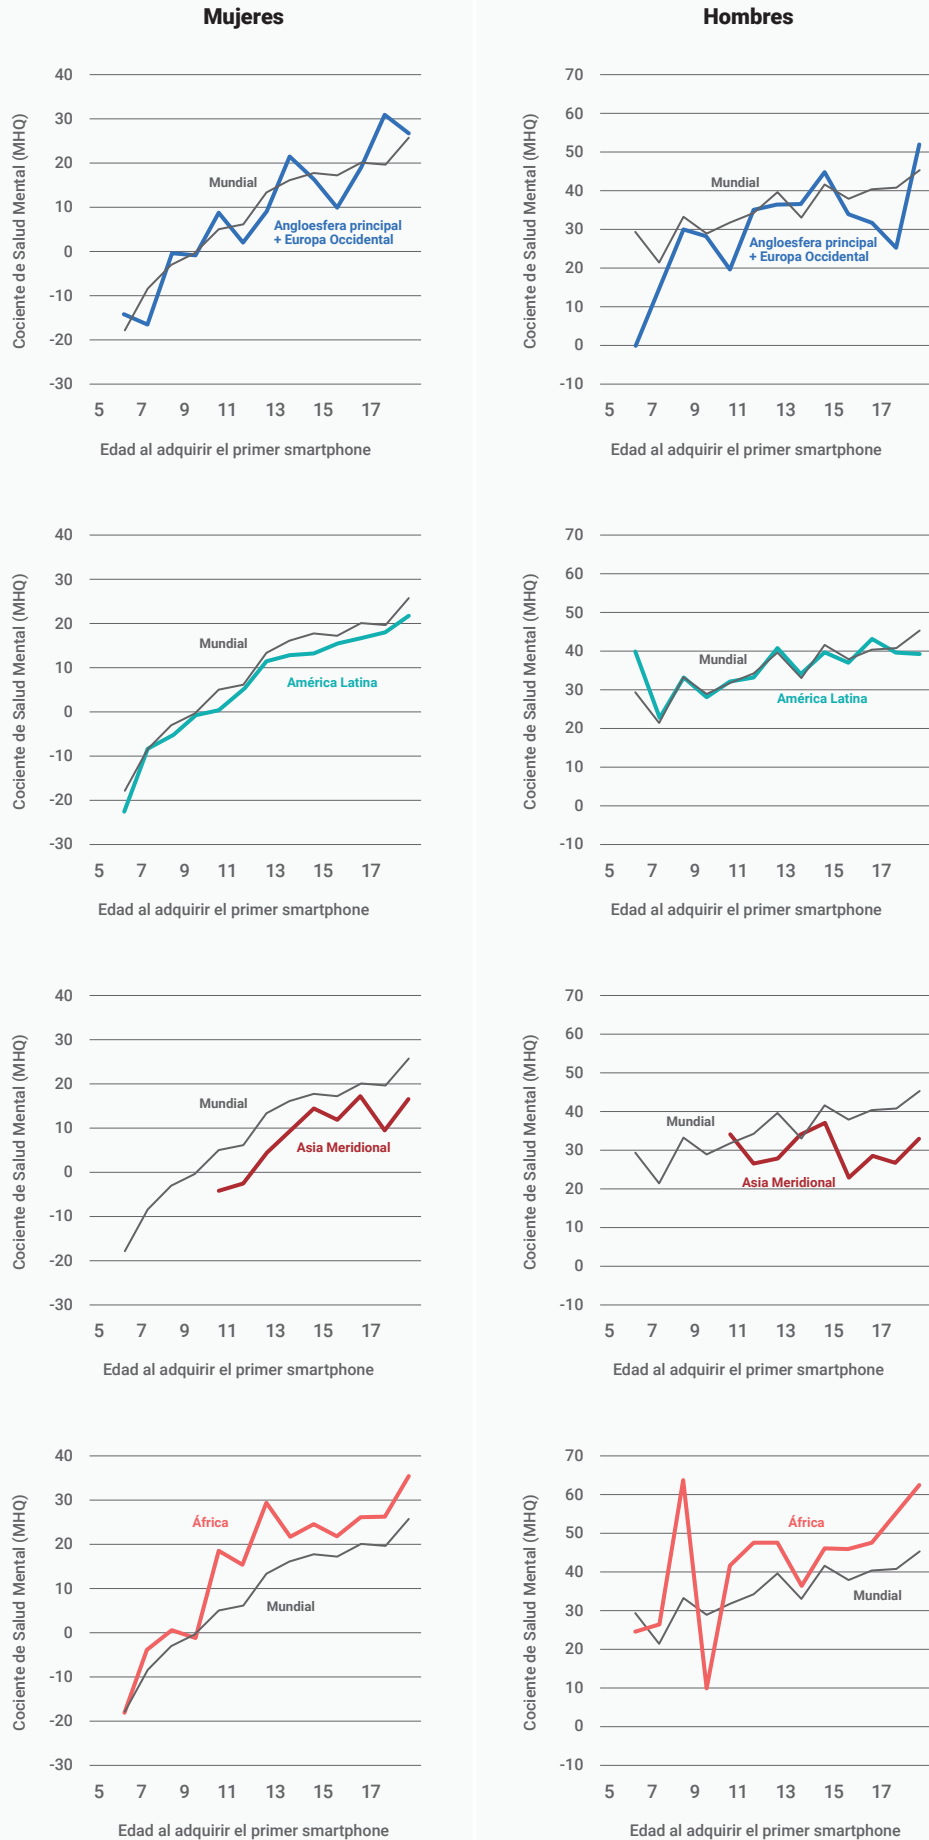 Mujeres
Hombres
Cociente de Salud Mental (MHQ)
40
30
20
10
0
-10
-20
-30
Mundial
Angloesfera principal
+ Europa Occidental
5 7 9 11 13 15 17
Edad al adquirir el primer smartphone
Cociente de Salud Mental (MHQ)
70
60
50
40
30
20
10
0
-10
Mundial
Angloesfera principal
+ Europa Occidental
5 7 9 11 13 15 17
Edad al adquirir el primer smartphone
Cociente de Salud Mental (MHQ)
40
30
20
10
0
-10
-20
-30
Mundial
América Latina
5 7 9 11 13 15 17
Edad al adquirir el primer smartphone
Cociente de Salud Mental (MHQ)
70
60
50
40
30
20
10
0
-10
Mundial
América Latina
5 7 9 11 13 15 17
Edad al adquirir el primer smartphone
Cociente de Salud Mental (MHQ)
40
30
20
10
0
-10
-20
-30
Mundial
Asia Meridional
5 7 9 11 13 15 17
Edad al adquirir el primer smartphone
Cociente de Salud Mental (MHQ)
70
60
50
40
30
20
10
0
-10
Mundial
Asia Meridional
5 7 9 11 13 15 17
Edad al adquirir el primer smartphone
Cociente de Salud Mental (MHQ)
40
30
20
10
0
-10
-20
-30
África
Mundial
5 7 9 11 13 15 17
Edad al adquirir el primer smartphone
Cociente de Salud Mental (MHQ)
70
60
50
40
30
20
10
0
-10
África
Mundial
5 7 9 11 13 15 17
Edad al adquirir el primer smartphone